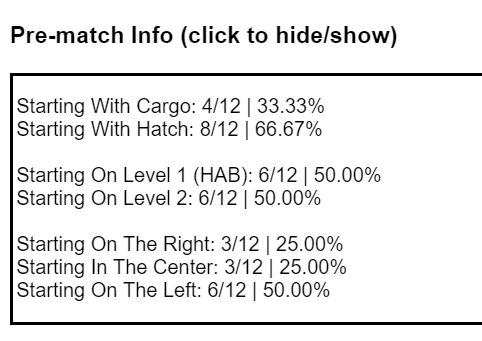 Pre-match Info (click to hide/show)
Starting With Cargo: 4/12 | 33.33%
Starting With Hatch: 8/12 | 66.67%
Starting On Level 1 (HAB): 6/12 | 50.00%
Starting On Level 2: 6/12 | 50.00%
Starting On The Right: 3/12 | 25.00%
Starting In The Center: 3/12 | 25.00%
Starting On The Left: 6/12 | 50.00%